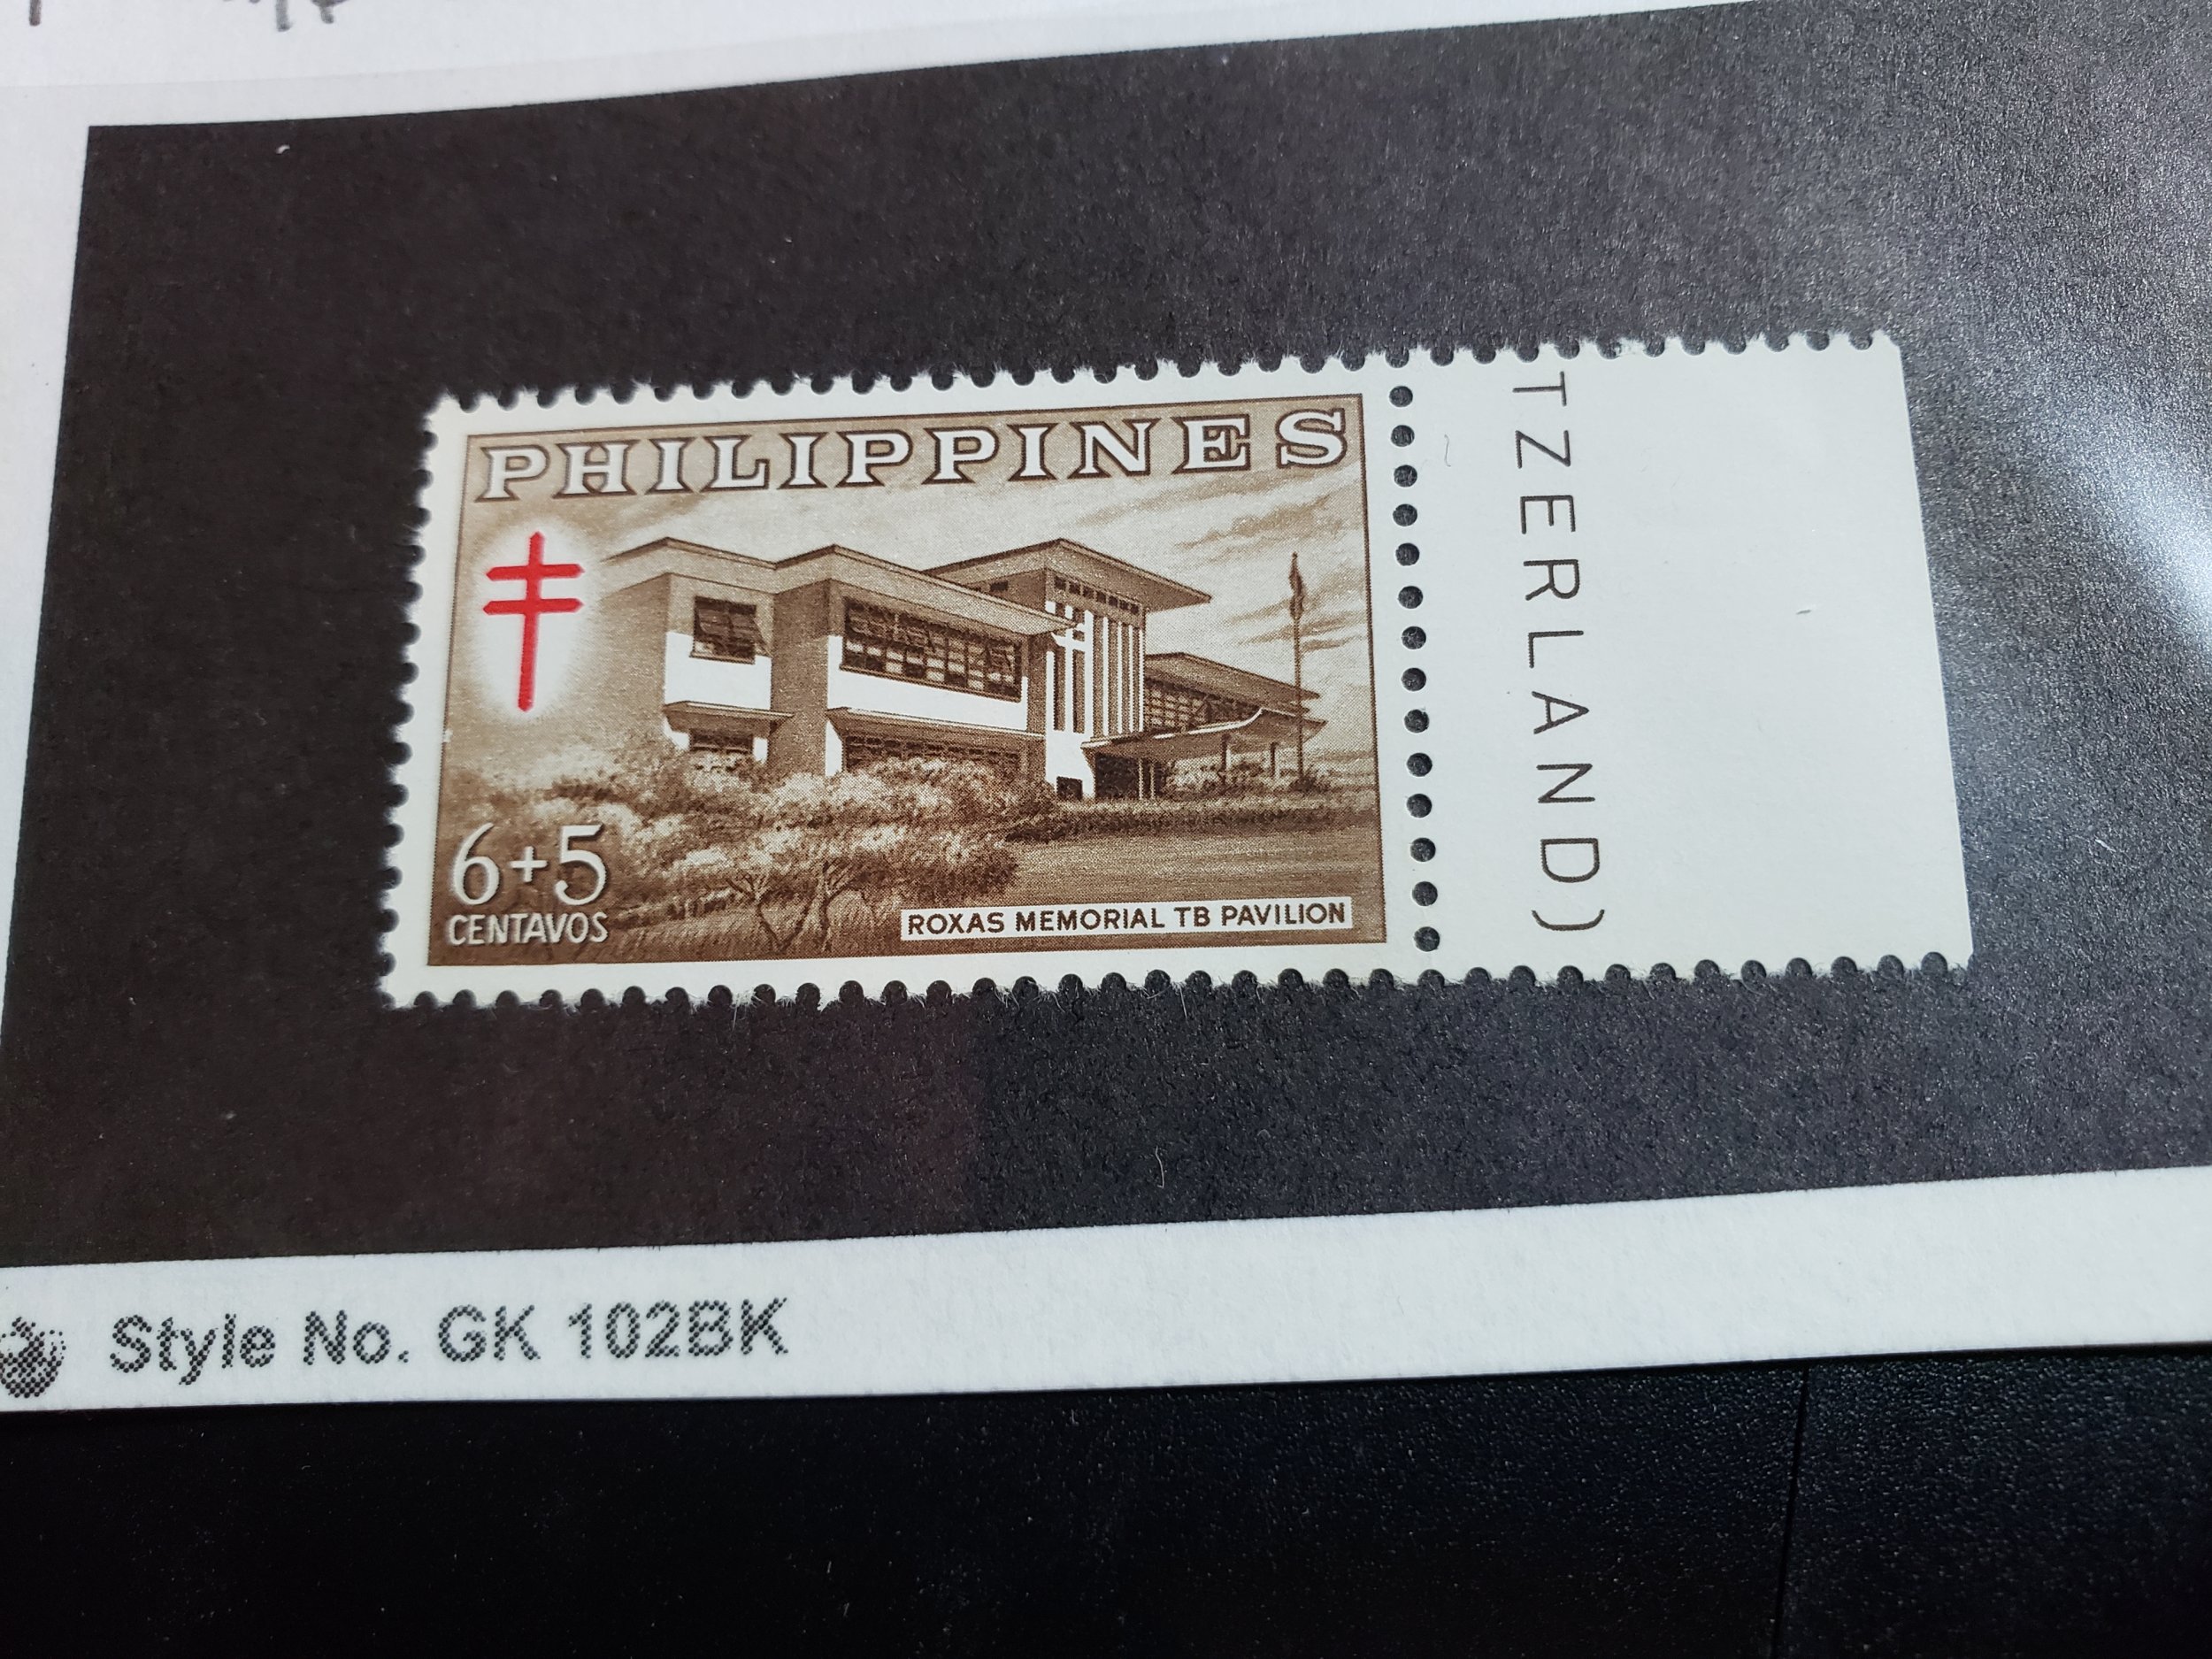 PHILIPPINES
6+5
CENTAVOS
ROXAS MEMORIAL TB PAVILION
TZERLAND)
Style No. GK 102BK